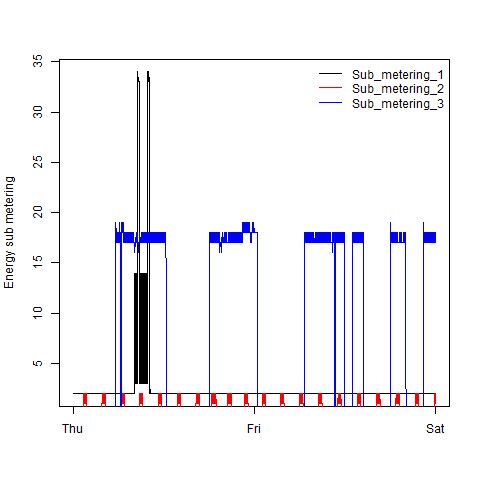 Sub_metering_1
Sub_metering_2
Sub_metering_3
Energy sub metering
35
30
25
20
15
10
5
Thu Fri Sat